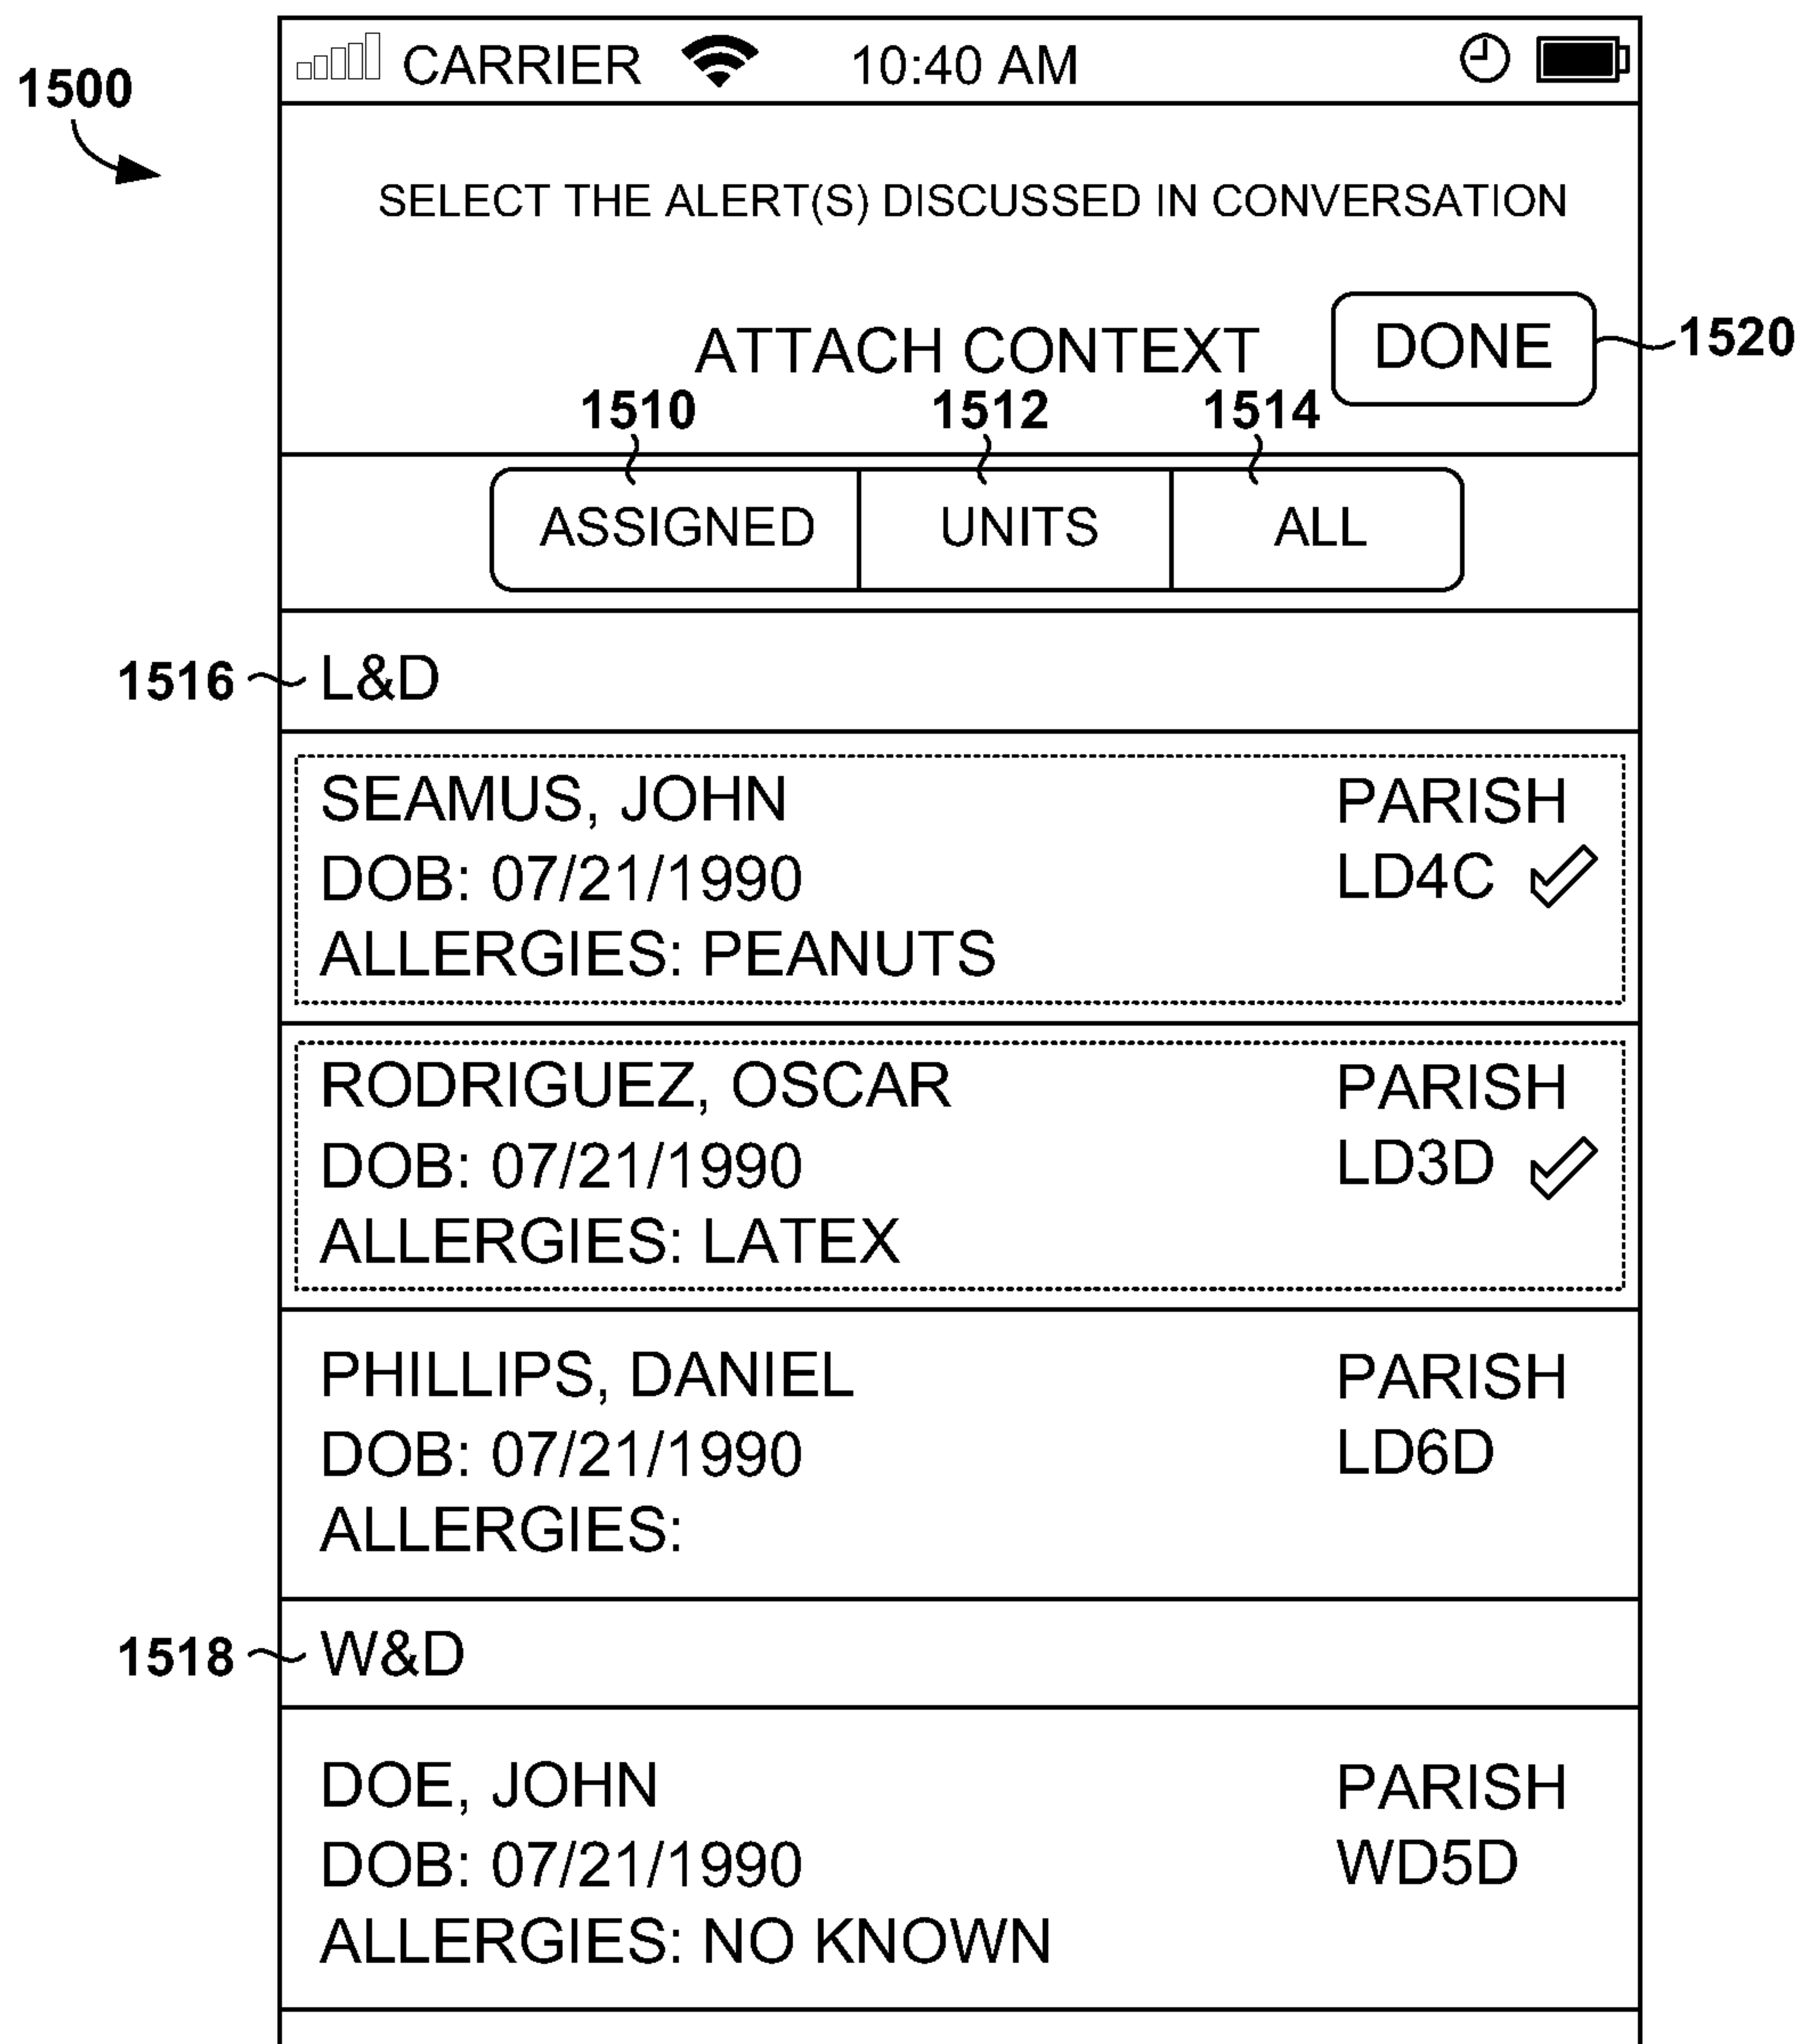 1500
CARRIER 10:40 AM
SELECT THE ALERT(S) DISCUSSED IN CONVERSATION
ATTACH CONTEXT DONE 1520
1510 1512 1514
ASSIGNED UNITS ALL
1516 L&D
SEAMUS, JOHN PARISH
DOB: 07/21/1990 LD4C
ALLERGIES: PEANUTS
RODRIGUEZ, OSCAR PARISH
DOB: 07/21/1990 LD3D
ALLERGIES: LATEX
PHILLIPS, DANIEL PARISH
DOB: 07/21/1990 LD6D
ALLERGIES:
1518 W&D
DOE, JOHN PARISH
DOB: 07/21/1990 WD5D
ALLERGIES: NO KNOWN